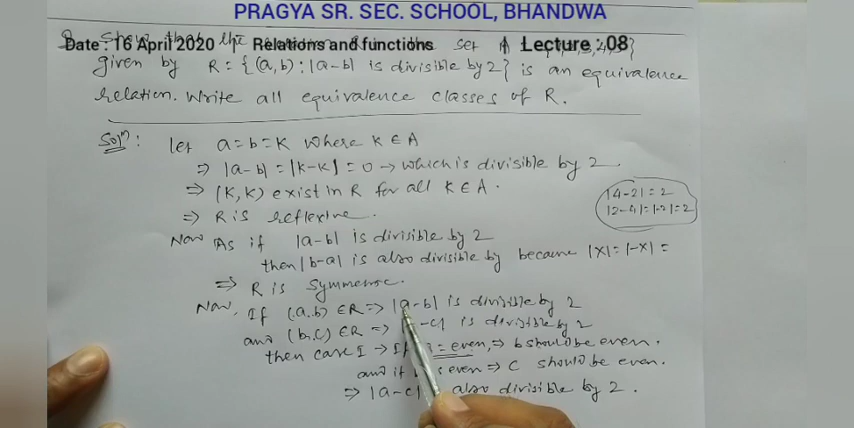 PRAGYA SR. SEC. SCHOOL, BHANDWA
Date : 16 April 2020 Relations and functions Lecture : 08
Show that the set A
given by R = {(a,b) : |a-b| is divisible by 2} is an equivalence
relation. Write all equivalence classes of R.
Soln: let a=b=K where K ∈ A
⇒ |a-b| = |K-K| = 0 → which is divisible by 2.
⇒ (K,K) exist in R for all K ∈ A.
⇒ R is reflexive.
|4-2| = 2
|2-4| = |-2| = 2
Now As if |a-b| is divisible by 2
then |b-a| is also divisible by because |x| = |-x| =
⇒ R is symmetric.
Now, If (a,b) ∈ R ⇒ |a-b| is divisible by 2
and (b,c) ∈ R ⇒ -c| is divisible by 2
then case I → If = even, ⇒ b should be even.
and if is even ⇒ c should be even.
⇒ |a-c| also divisible by 2.